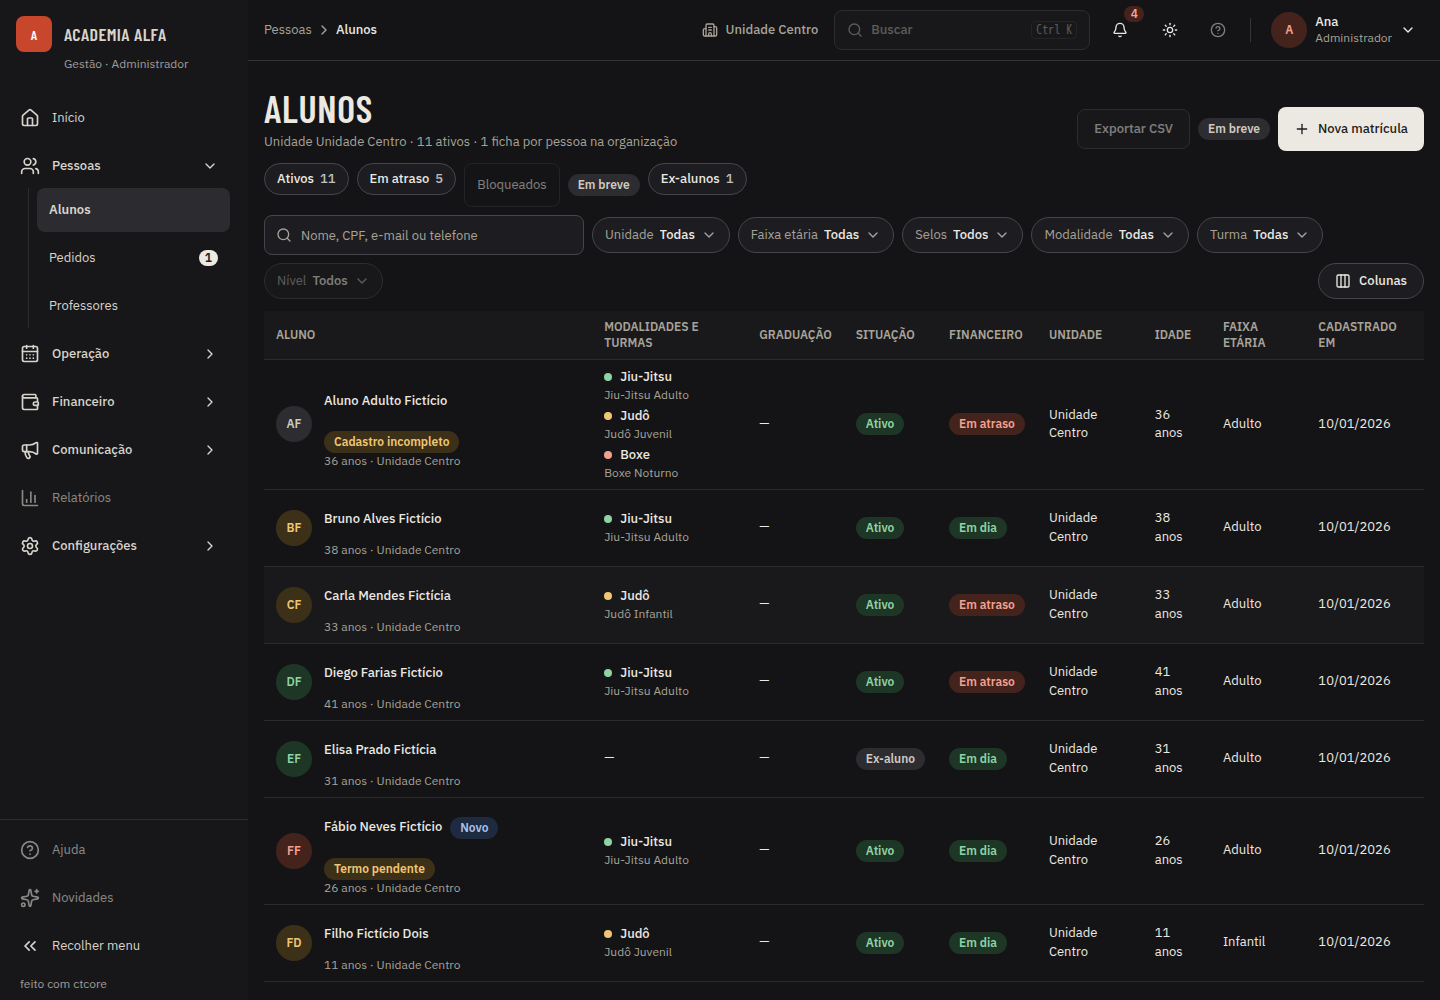 A ACADEMIA ALFA
Gestão · Administrador
Início
Pessoas
Alunos
Pedidos 1
Professores
Operação
Financeiro
Comunicação
Relatórios
Configurações
Ajuda
Novidades
Recolher menu
feito com ctcore
Pessoas > Alunos
Unidade Centro
Buscar Ctrl K
4
A
Ana
Administrador
ALUNOS
Unidade Unidade Centro · 11 ativos · 1 ficha por pessoa na organização
Exportar CSV Em breve + Nova matrícula
Ativos 11 Em atraso 5 Bloqueados Em breve Ex-alunos 1
Nome, CPF, e-mail ou telefone Unidade Todas Faixa etária Todas Selos Todos Modalidade Todas Turma Todas
Nível Todos Colunas
ALUNO MODALIDADES E TURMAS GRADUAÇÃO SITUAÇÃO FINANCEIRO UNIDADE IDADE FAIXA ETÁRIA CADASTRADO EM
AF Aluno Adulto Fictício
Cadastro incompleto
36 anos · Unidade Centro
Jiu-Jitsu
Jiu-Jitsu Adulto
Judô
Judô Juvenil
Boxe
Boxe Noturno
— Ativo Em atraso Unidade Centro 36 anos Adulto 10/01/2026
BF Bruno Alves Fictício
38 anos · Unidade Centro
Jiu-Jitsu
Jiu-Jitsu Adulto
— Ativo Em dia Unidade Centro 38 anos Adulto 10/01/2026
CF Carla Mendes Fictícia
33 anos · Unidade Centro
Judô
Judô Infantil
— Ativo Em atraso Unidade Centro 33 anos Adulto 10/01/2026
DF Diego Farias Fictício
41 anos · Unidade Centro
Jiu-Jitsu
Jiu-Jitsu Adulto
— Ativo Em atraso Unidade Centro 41 anos Adulto 10/01/2026
EF Elisa Prado Fictícia
31 anos · Unidade Centro
— — Ex-aluno Em dia Unidade Centro 31 anos Adulto 10/01/2026
FF Fábio Neves Fictício Novo
Termo pendente
26 anos · Unidade Centro
Jiu-Jitsu
Jiu-Jitsu Adulto
— Ativo Em dia Unidade Centro 26 anos Adulto 10/01/2026
FD Filho Fictício Dois
11 anos · Unidade Centro
Judô
Judô Juvenil
— Ativo Em dia Unidade Centro 11 anos Infantil 10/01/2026